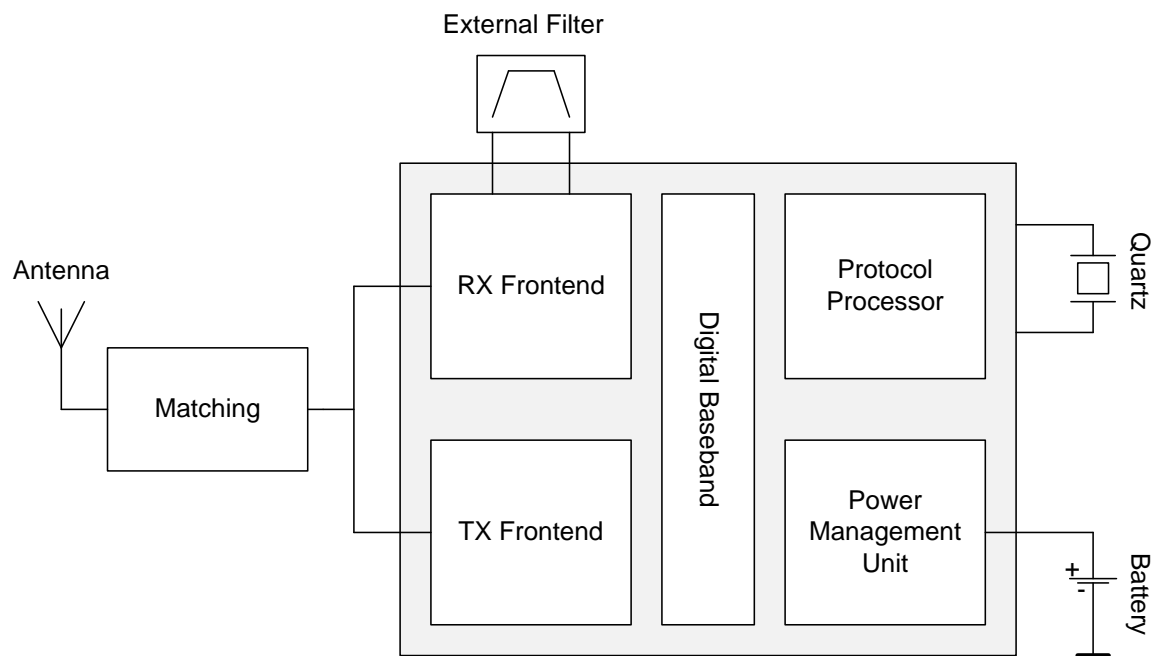 External Filter
Antenna
Matching
RX Frontend
TX Frontend
Digital Baseband
Protocol
Processor
Power
Management
Unit
Quartz
+
-
Battery